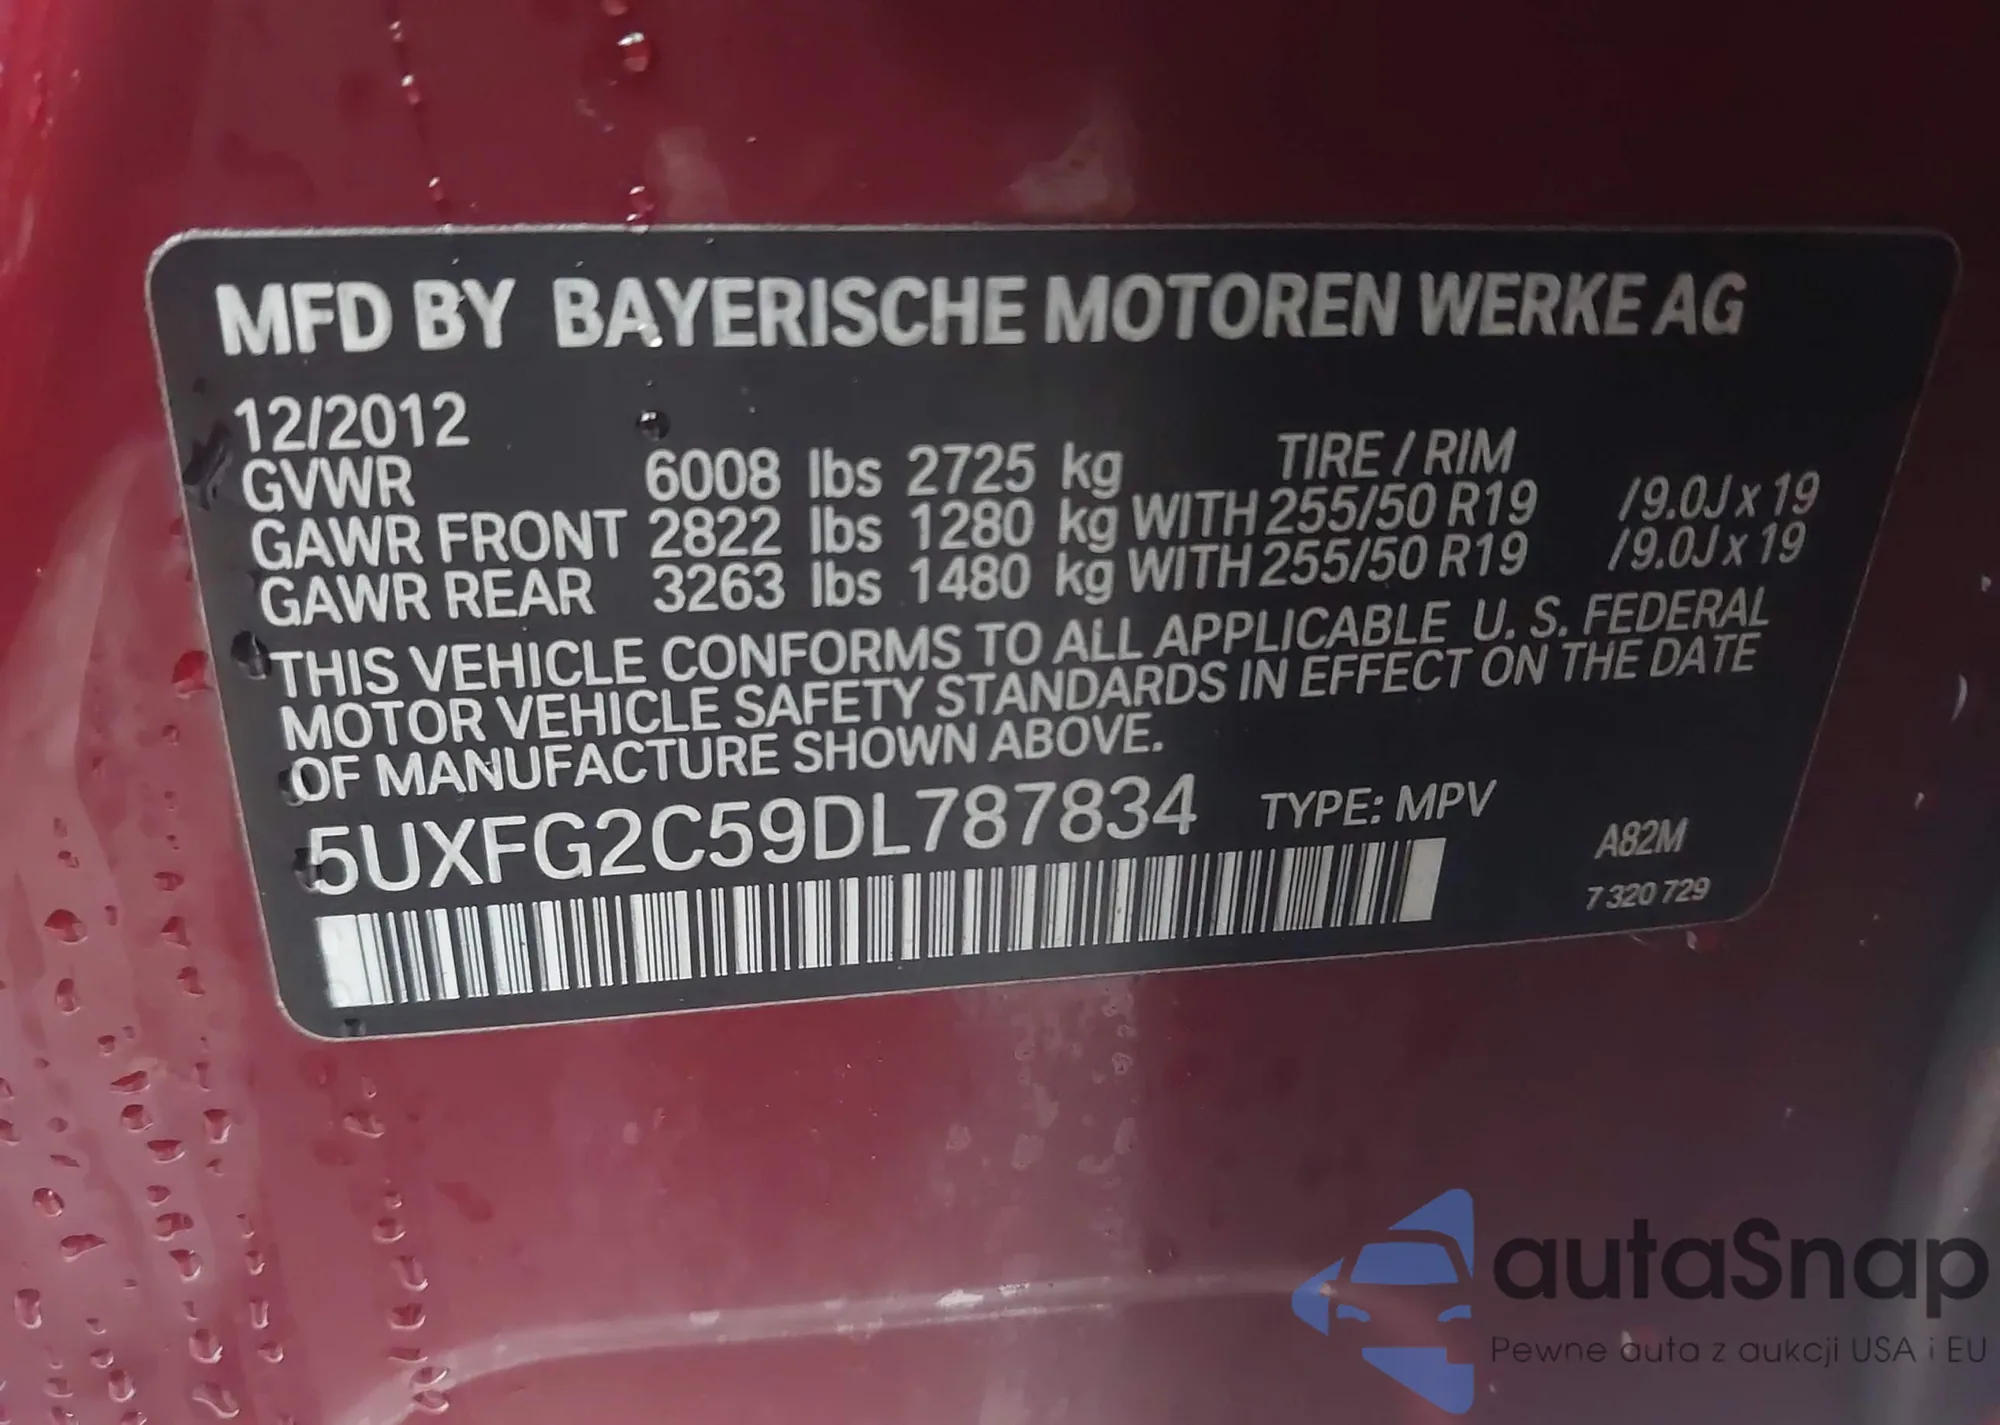 MFD BY BAYERISCHE MOTOREN WERKE AG
12/2012
TIRE / RIM
GVWR 6008 lbs 2725 kg
GAWR FRONT 2822 lbs 1280 kg WITH 255/50 R19 /9.0J x 19
GAWR REAR 3263 lbs 1480 kg WITH 255/50 R19 /9.0J x 19
THIS VEHICLE CONFORMS TO ALL APPLICABLE U. S. FEDERAL
MOTOR VEHICLE SAFETY STANDARDS IN EFFECT ON THE DATE
OF MANUFACTURE SHOWN ABOVE.
5UXFG2C59DL787834 TYPE: MPV
A82M
7 320 729
autaSnap
Pewne auta z aukcji USA i EU